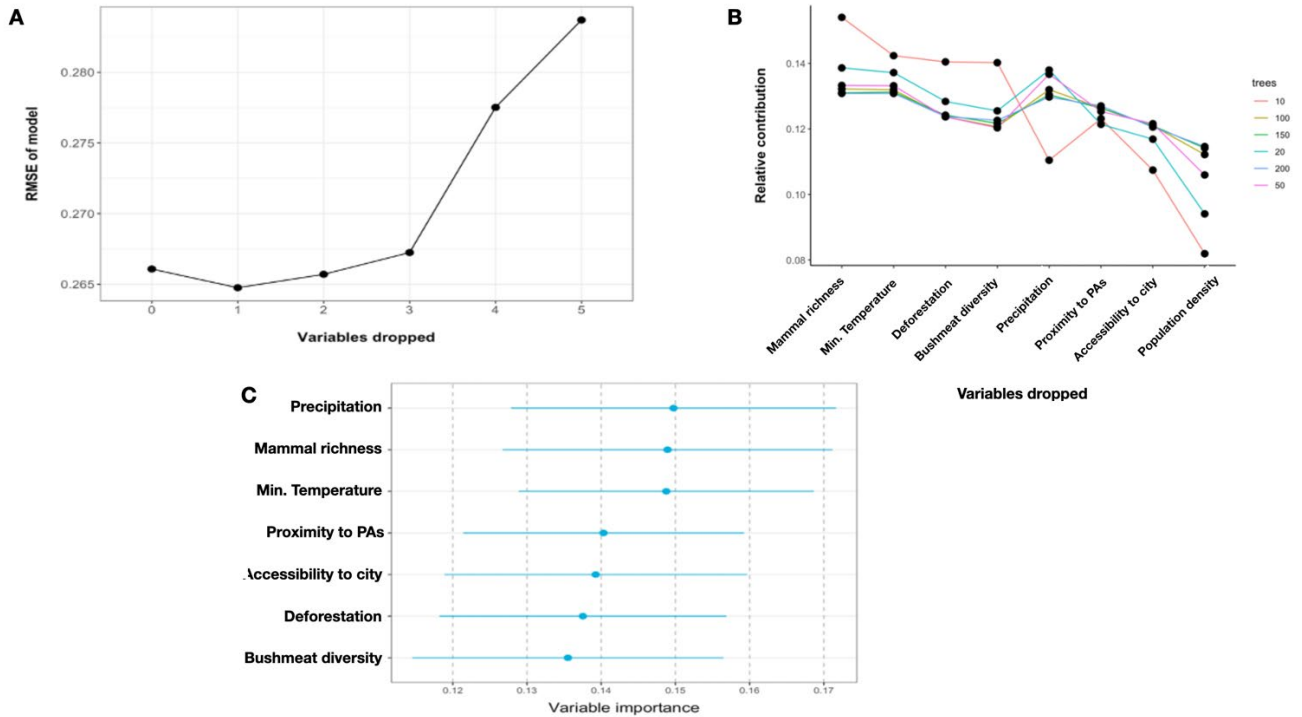 A
RMSE of model
0.280
0.275
0.270
0.265
0
1
2
3
4
5
Variables dropped
B
Relative contribution
0.14
0.12
0.10
0.08
Mammal richness
Min. Temperature
Deforestation
Bushmeat diversity
Precipitation
Proximity to PAs
Accessibility to city
Population density
Variables dropped
trees
10
100
150
20
200
50
C
Precipitation
Mammal richness
Min. Temperature
Proximity to PAs
Accessibility to city
Deforestation
Bushmeat diversity
0.12
0.13
0.14
0.15
0.16
0.17
Variable importance